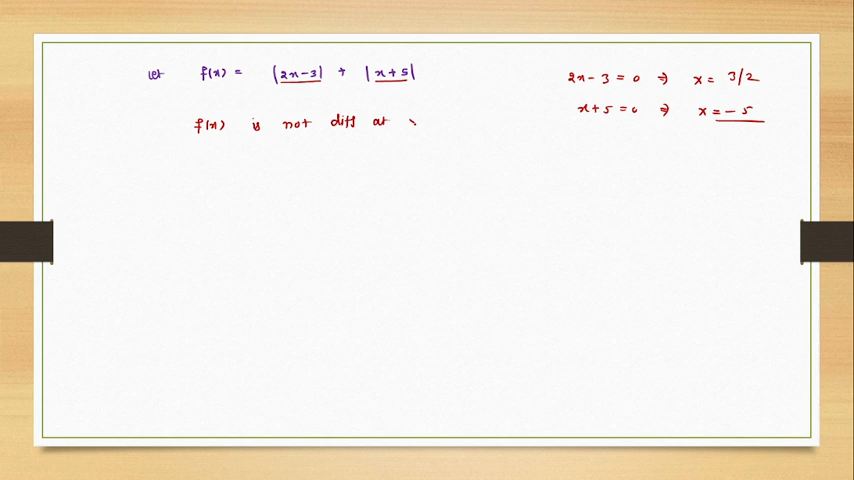 Let f(x) = |2x-3| + |x+5|
2x-3 = 0 ⇒ x = 3/2
x+5 = 0 ⇒ x = -5
f(x) is not diff at